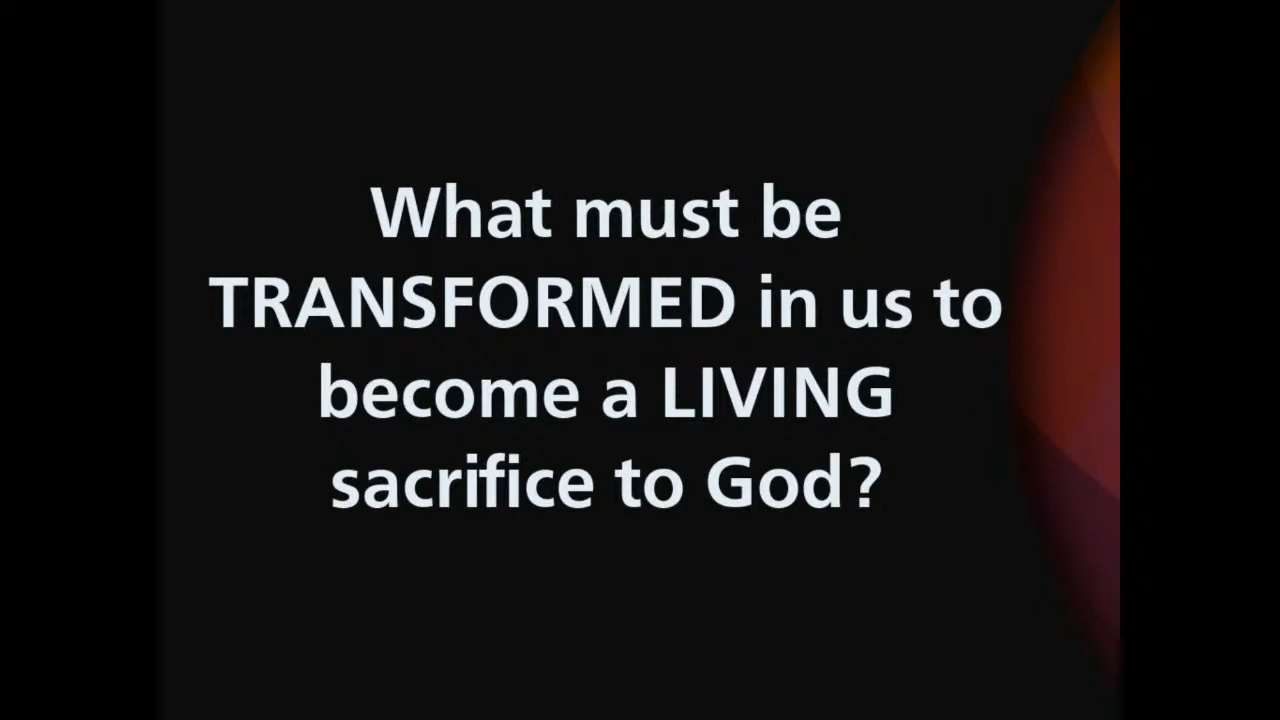 What must be
TRANSFORMED in us to
become a LIVING
sacrifice to God?